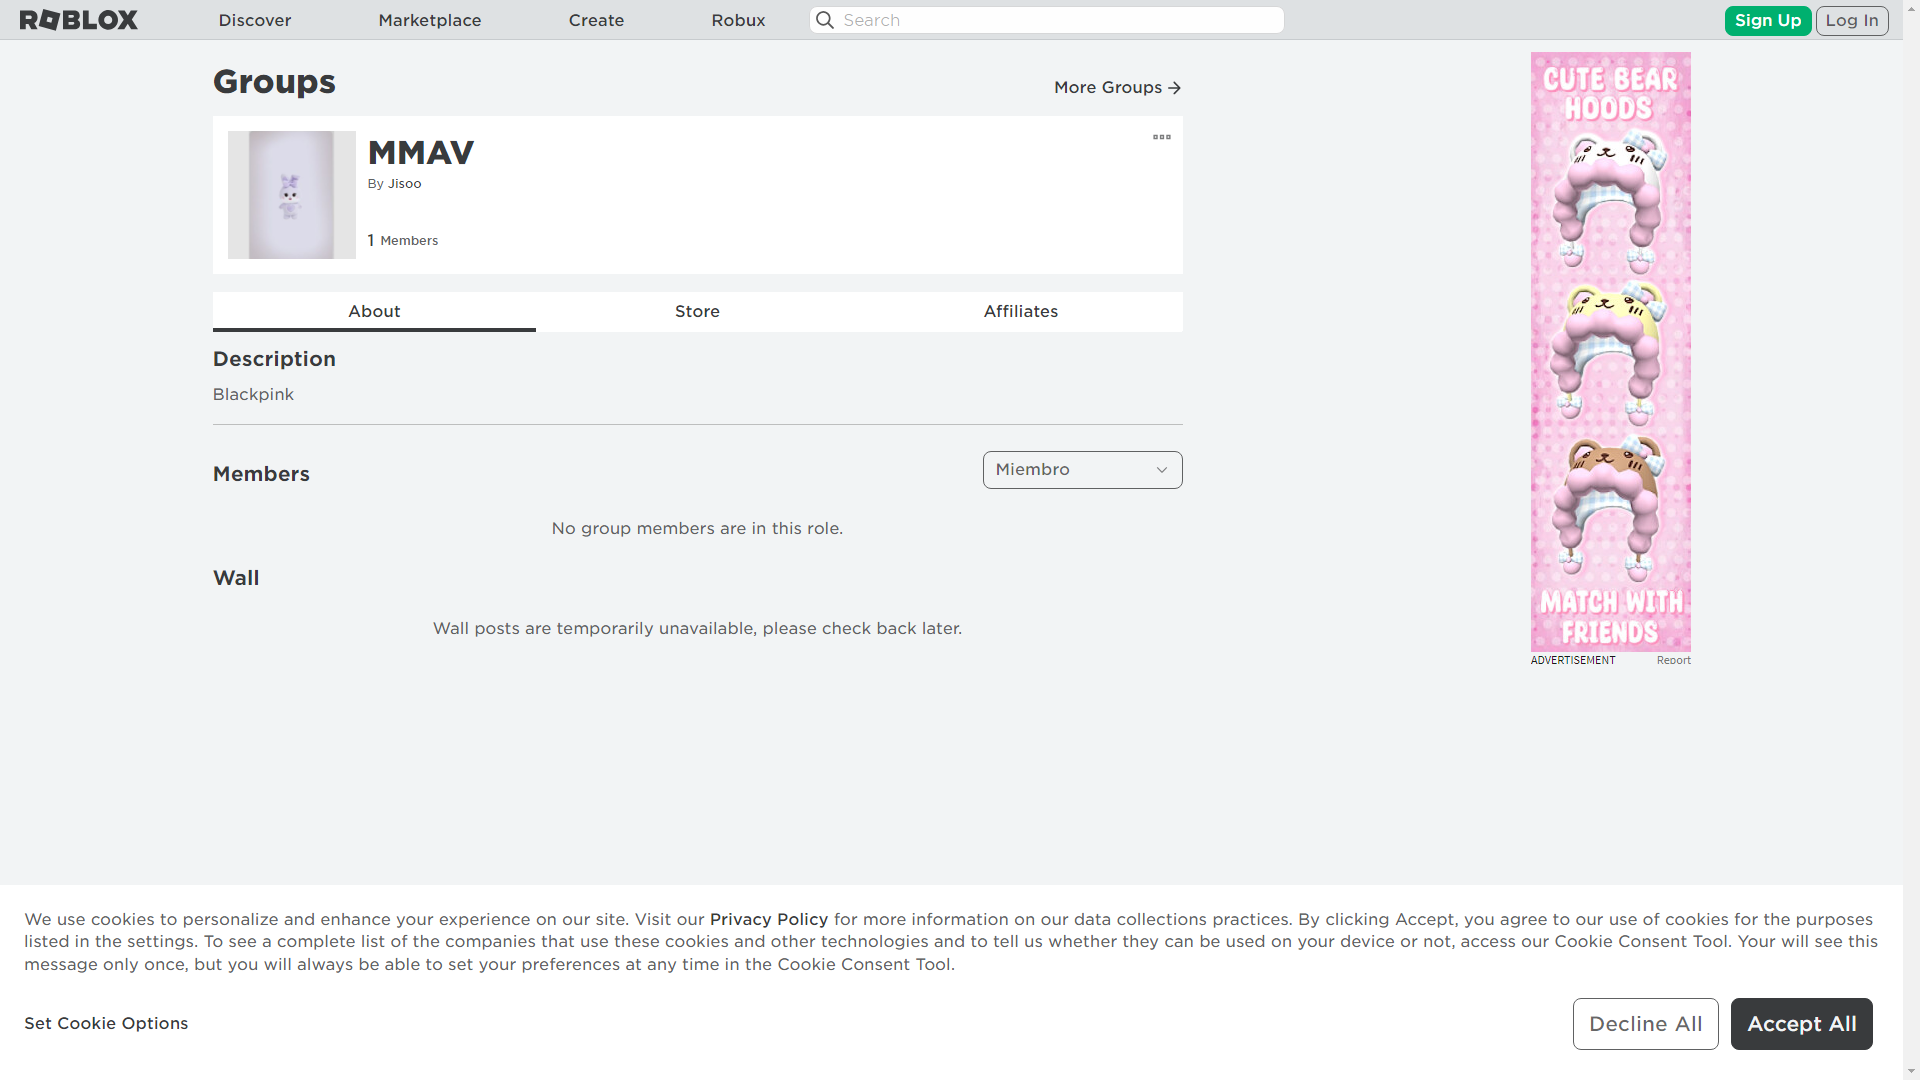 ROBLOX
Discover
Marketplace
Create
Robux
Search
Sign Up
Log In
Groups
More Groups
MMAV
By Jisoo
1 Members
About
Store
Affiliates
Description
Blackpink
Members
Miembro
No group members are in this role.
Wall
Wall posts are temporarily unavailable, please check back later.
CUTE BEAR
HOODS
MATCH WITH
FRIENDS
ADVERTISEMENT
Report
We use cookies to personalize and enhance your experience on our site. Visit our Privacy Policy for more information on our data collections practices. By clicking Accept, you agree to our use of cookies for the purposes
listed in the settings. To see a complete list of the companies that use these cookies and other technologies and to tell us whether they can be used on your device or not, access our Cookie Consent Tool. Your will see this
message only once, but you will always be able to set your preferences at any time in the Cookie Consent Tool.
Set Cookie Options
Decline All
Accept All